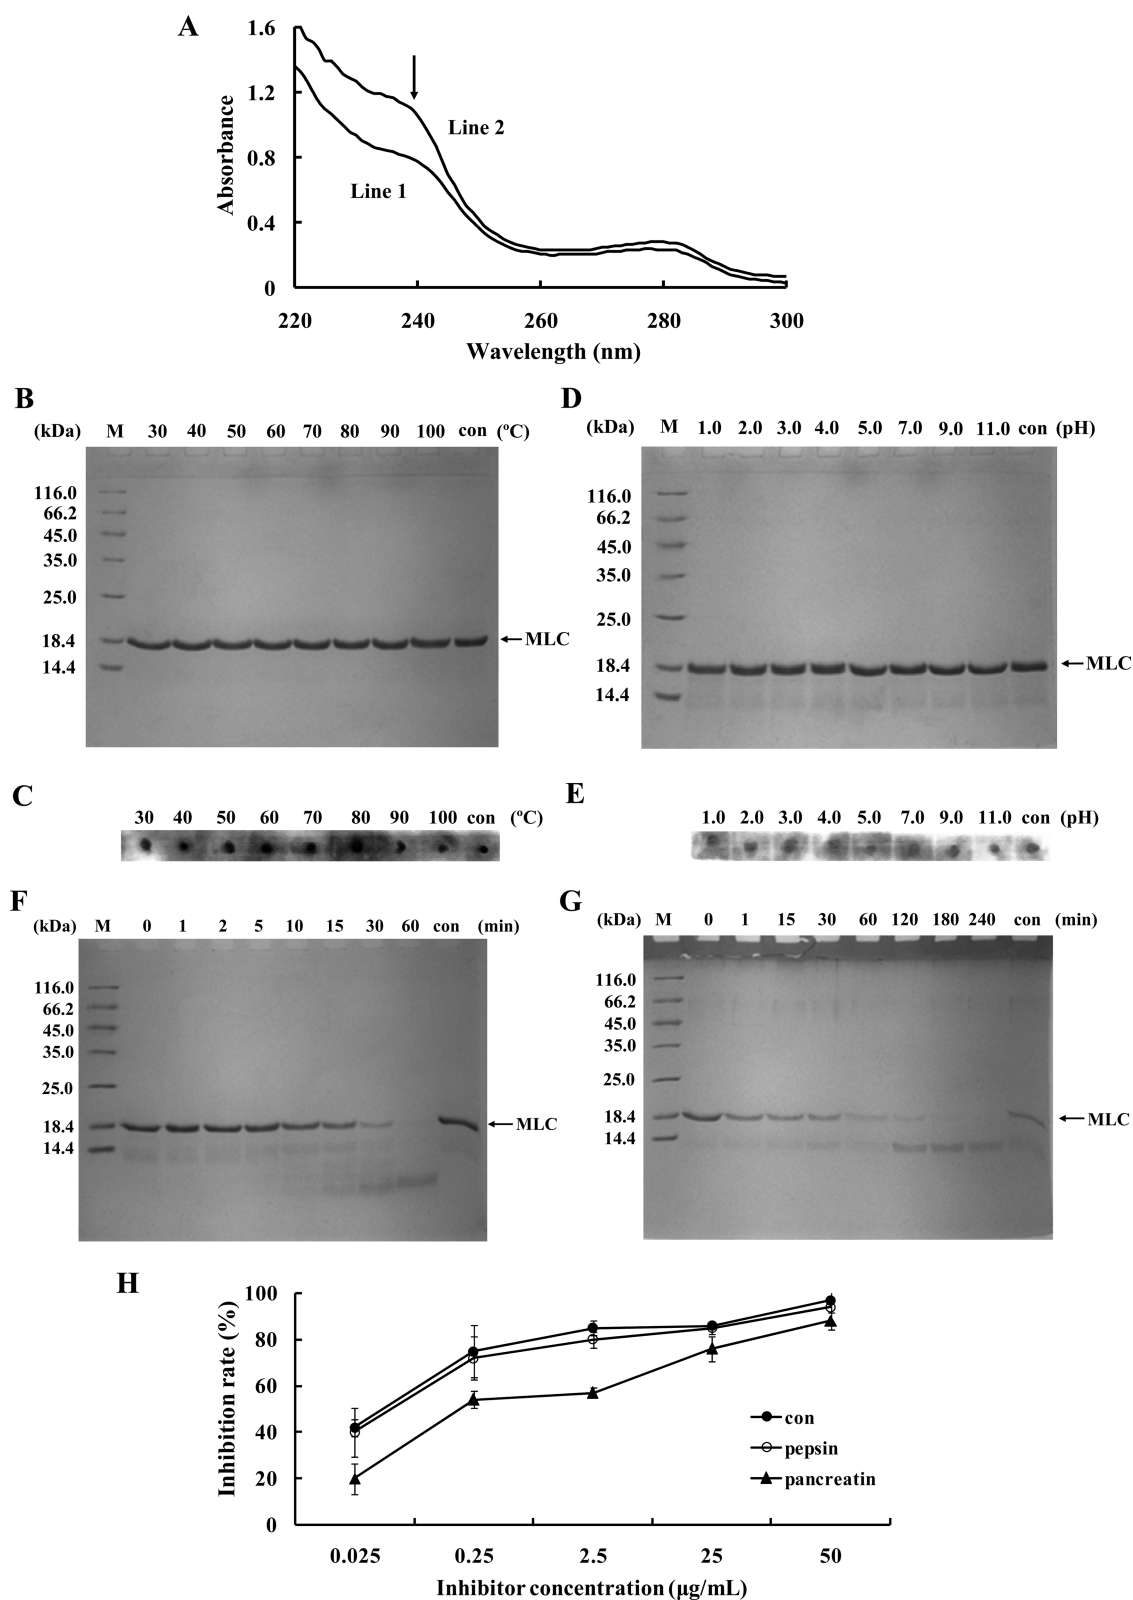 A
1.6
1.2
0.8
0.4
0
Absorbance
Line 2
Line 1
220 240 260 280 300
Wavelength (nm)
B
(kDa) M 30 40 50 60 70 80 90 100 con (ºC)
116.0
66.2
45.0
35.0
25.0
18.4
14.4
MLC
D
(kDa) M 1.0 2.0 3.0 4.0 5.0 7.0 9.0 11.0 con (pH)
116.0
66.2
45.0
35.0
25.0
18.4
14.4
MLC
C
30 40 50 60 70 80 90 100 con (ºC)
E
1.0 2.0 3.0 4.0 5.0 7.0 9.0 11.0 con (pH)
F
(kDa) M 0 1 2 5 10 15 30 60 con (min)
116.0
66.2
45.0
35.0
25.0
18.4
14.4
MLC
G
(kDa) M 0 1 15 30 60 120 180 240 con (min)
116.0
66.2
45.0
35.0
25.0
18.4
14.4
MLC
H
100
80
60
40
20
0
Inhibition rate (%)
con
pepsin
pancreatin
0.025 0.25 2.5 25 50
Inhibitor concentration (μg/mL)